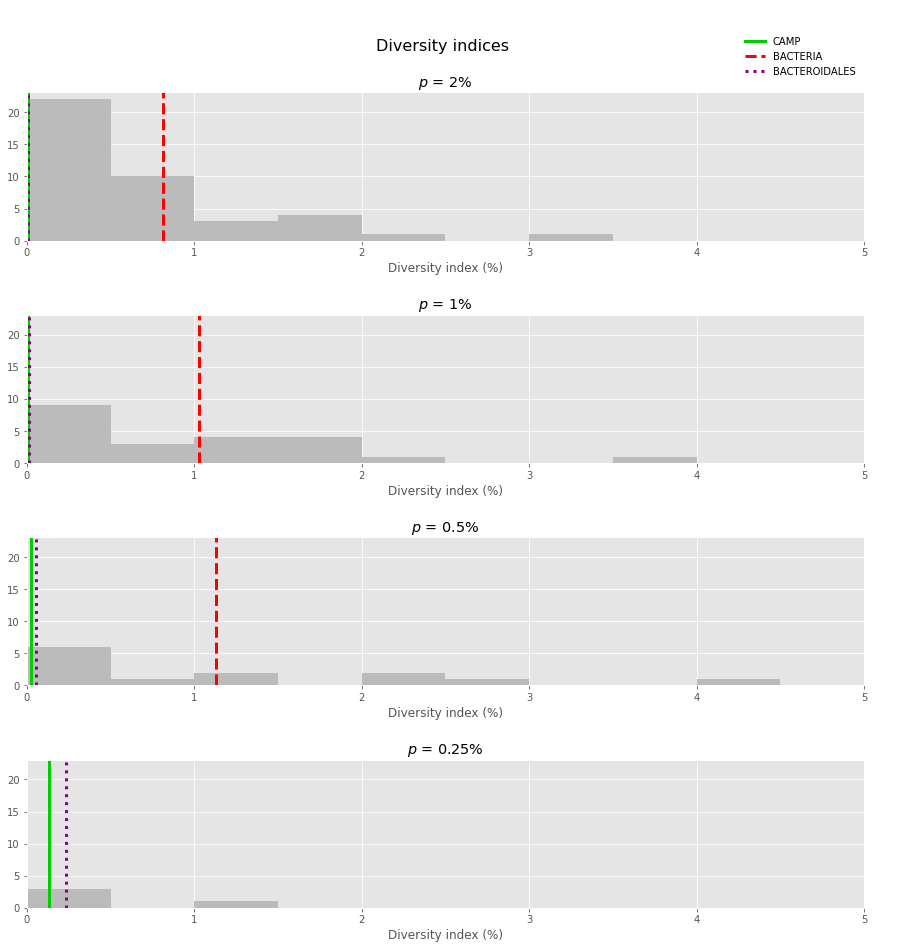 Diversity indices
CAMP
BACTERIA
BACTEROIDALES
p = 2%
20
15
10
5
0
0 1 2 3 4 5
Diversity index (%)
p = 1%
20
15
10
5
0
0 1 2 3 4 5
Diversity index (%)
p = 0.5%
20
15
10
5
0
0 1 2 3 4 5
Diversity index (%)
p = 0.25%
20
15
10
5
0
0 1 2 3 4 5
Diversity index (%)